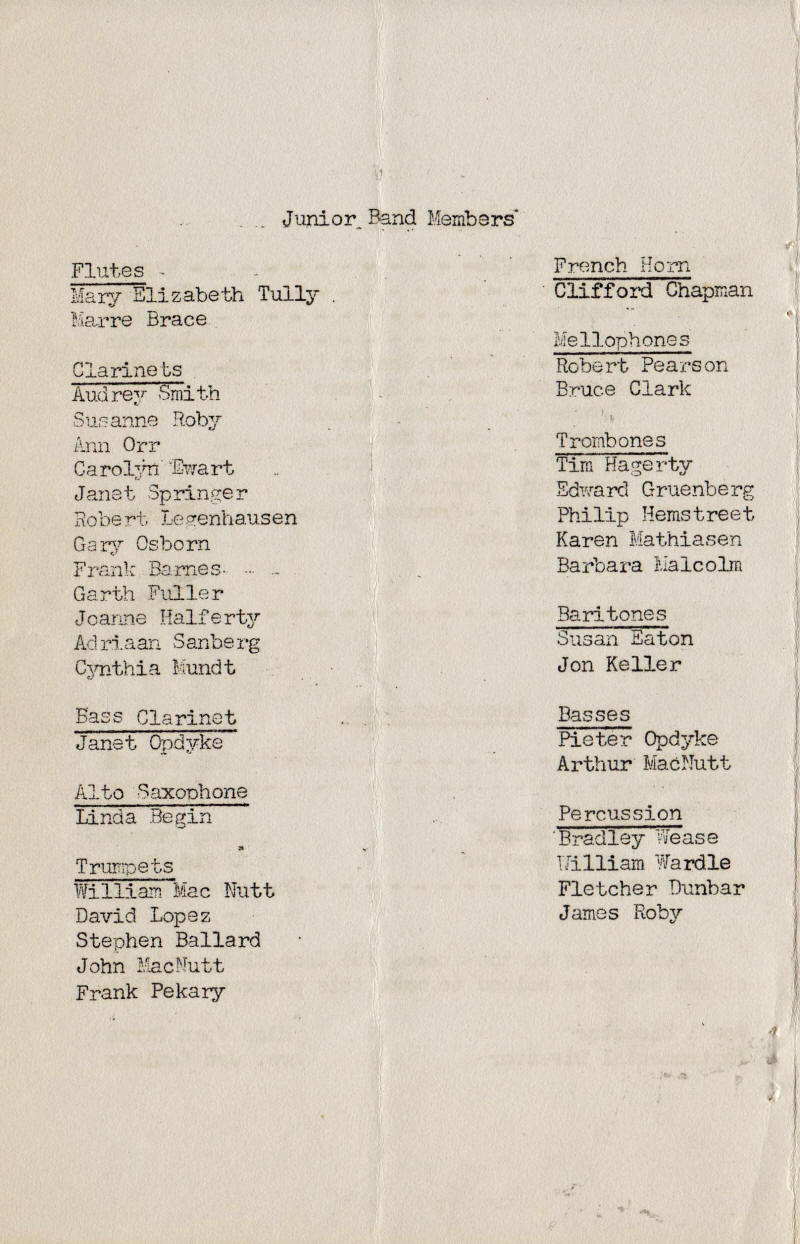 Junior Band Members
Flutes
Mary Elizabeth Tully
Marre Brace
Clarinets
Audrey Smith
Susanne Roby
Ann Orr
Carolyn Ewart
Janet Springer
Robert Legenhausen
Gary Osborn
Frank Barnes
Garth Fuller
Joanne Halferty
Adriaan Sanberg
Cynthia Mundt
Bass Clarinet
Janet Opdyke
Alto Saxophone
Linda Begin
Trumpets
William Mac Nutt
David Lopez
Stephen Ballard
John MacNutt
Frank Pekary
French Horn
Clifford Chapman
Mellophones
Robert Pearson
Bruce Clark
Trombones
Tim Hagerty
Edward Gruenberg
Philip Hemstreet
Karen Mathiasen
Barbara Malcolm
Baritones
Susan Eaton
Jon Keller
Basses
Pieter Opdyke
Arthur MacNutt
Percussion
Bradley Wease
William Wardle
Fletcher Dunbar
James Roby